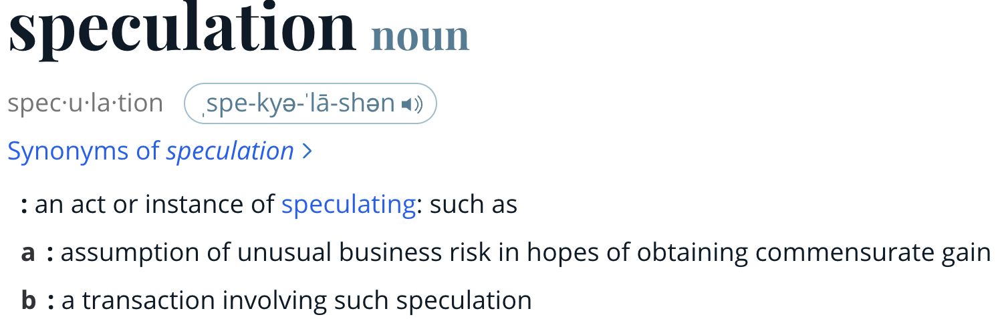 speculation noun
spec·u·la·tion ˌspe-kyə-ˈlā-shən
Synonyms of speculation
: an act or instance of speculating: such as
a : assumption of unusual business risk in hopes of obtaining commensurate gain
b : a transaction involving such speculation